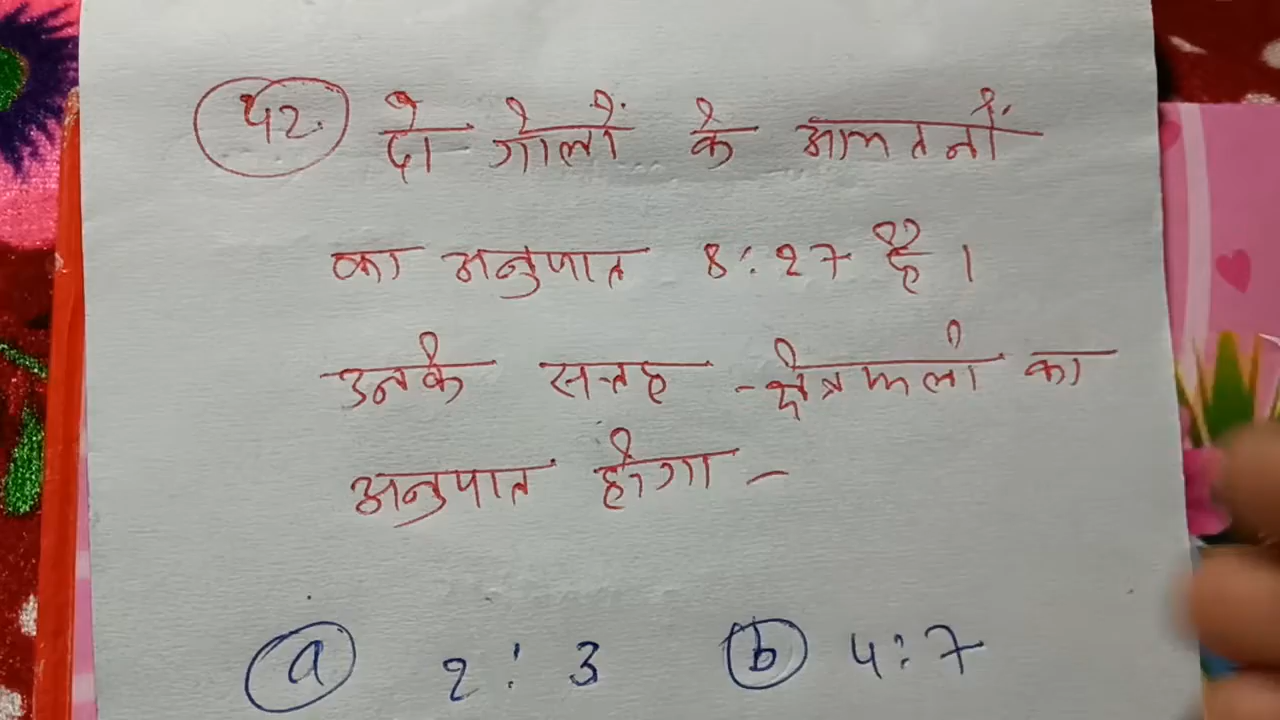 52. दो गोलों के आयतनों
का अनुपात 8:27 है।
उनके सतह-क्षेत्रफलों का
अनुपात होगा -
(a) 2 : 3 (b) 4:7